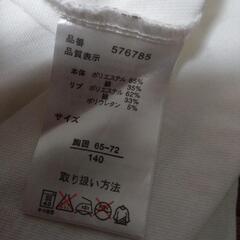 品番 576785
品質表示
本体 ポリエステル 65%
綿 35%
リブ ポリエステル 62%
綿 33%
ポリウレタン 5%
サイズ
胸囲 65-72
140
取り扱い方法